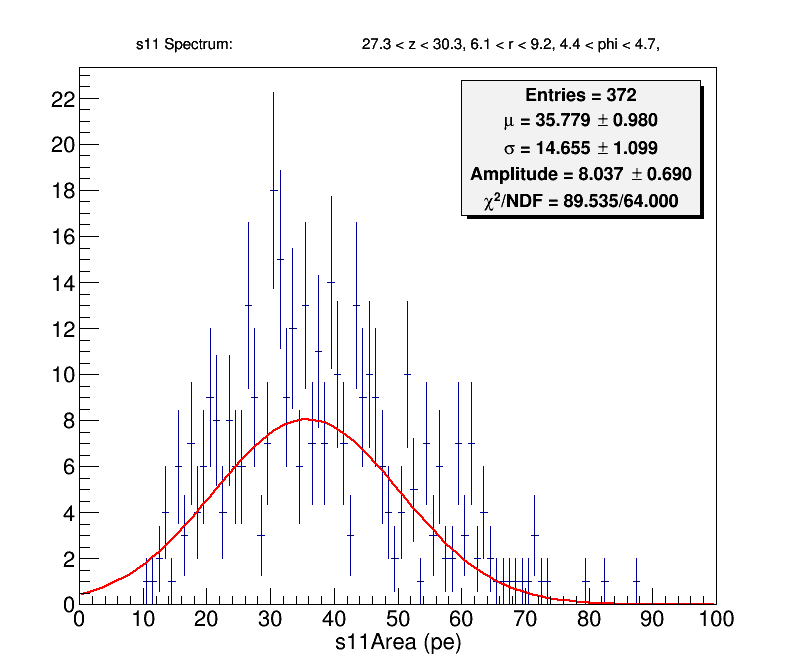 s11 Spectrum: 27.3 < z < 30.3, 6.1 < r < 9.2, 4.4 < phi < 4.7,
Entries = 372
μ = 35.779 ± 0.980
σ = 14.655 ± 1.099
Amplitude = 8.037 ± 0.690
χ²/NDF = 89.535/64.000
22
20
18
16
14
12
10
8
6
4
2
0
0 10 20 30 40 50 60 70 80 90 100
s11Area (pe)